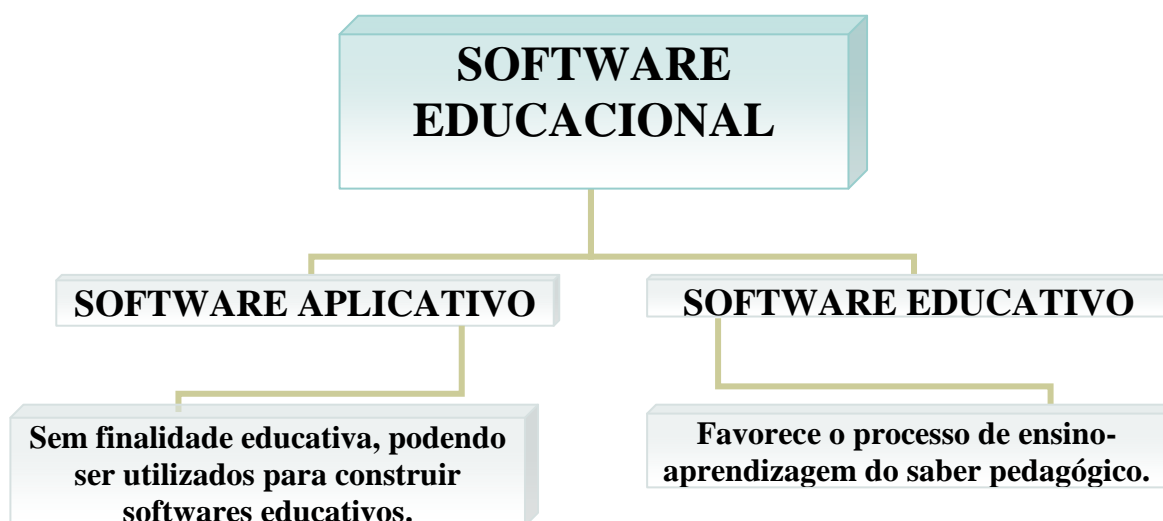 SOFTWARE
EDUCACIONAL
SOFTWARE APLICATIVO
SOFTWARE EDUCATIVO
Sem finalidade educativa, podendo
ser utilizados para construir
softwares educativos.
Favorece o processo de ensino-
aprendizagem do saber pedagógico.